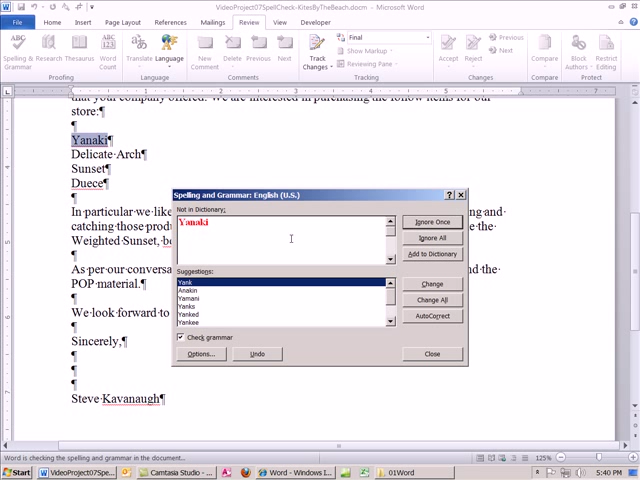 VideoProject07SpellCheck-KitesByTheBeach.docm - Microsoft Word
File Home Insert Page Layout References Mailings Review View Developer
Spelling & Grammar Research Thesaurus Word Count Translate Language New Comment Delete Previous Next Track Changes Final Show Markup Reviewing Pane Accept Reject Previous Next Compare Block Authors Restrict Editing
Proofing Language Comments Tracking Changes Compare Protect
that your company offered. We are interested in purchasing the follow items for our
store:¶
¶
Yanaki¶
Delicate·Arch¶
Sunset¶
Duece¶
¶
In·particular·we·like
catching·those·produ
Weighted·Sunset,·b
¶
As·per·our·conversa
POP·material.¶
¶
We·look·forward·to
¶
Sincerely,¶
¶
¶
¶
¶
Steve·Kavanaugh¶
ing·and·
the
the
Spelling and Grammar: English (U.S.)
Not in Dictionary:
Yanaki
Ignore Once
Ignore All
Add to Dictionary
Suggestions:
Yank
Anakin
Yamani
Yanks
Yanked
Yankee
Change
Change All
AutoCorrect
Check grammar
Options... Undo Close
Word is checking the spelling and grammar in the document... 125%
Start VideoProject07Spel... Camtasia Studio - ... Word - Windows I... 01Word 5:40 PM